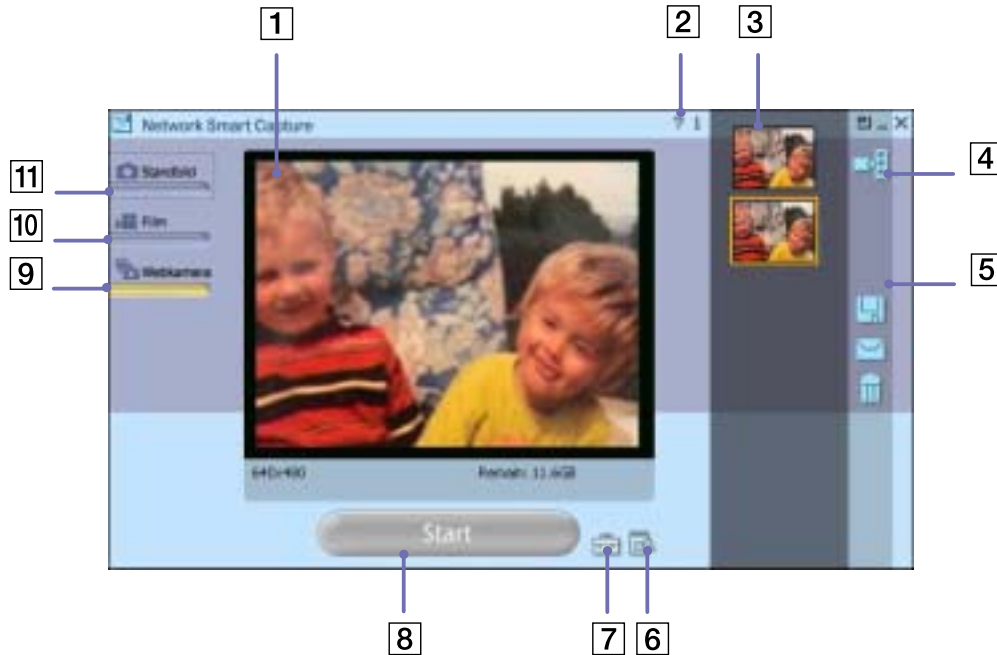 1
2
3
Network Smart Capture
? i
4
11
Standbild
10
Film
5
9
Webkamera
640x480 Remain: 11.6GB
Start
8
7
6